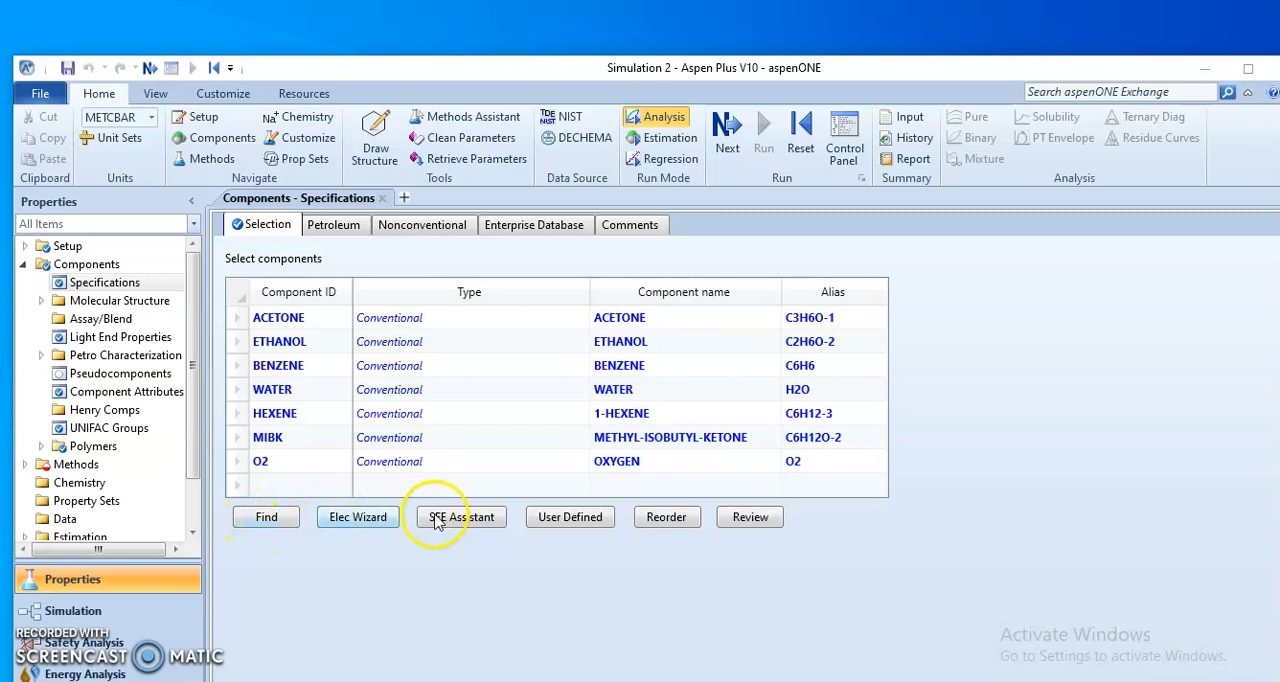 Simulation 2 - Aspen Plus V10 - aspenONE
File Home View Customize Resources
Search aspenONE Exchange
Cut
Copy
Paste
Clipboard
METCBAR
Unit Sets
Units
Setup
Components
Methods
Na+ Chemistry
Customize
Prop Sets
Navigate
Draw
Structure
Methods Assistant
Clean Parameters
Retrieve Parameters
Tools
TDE NIST
DECHEMA
Data Source
Analysis
Estimation
Regression
Run Mode
N
Next
Run
Reset
Control
Panel
Run
Input
History
Report
Summary
Pure
Binary
Mixture
Solubility
PT Envelope
Ternary Diag
Residue Curves
Analysis
Properties
All Items
Setup
Components
Specifications
Molecular Structure
Assay/Blend
Light End Properties
Petro Characterization
Pseudocomponents
Component Attributes
Henry Comps
UNIFAC Groups
Polymers
Methods
Chemistry
Property Sets
Data
Estimation
Properties
Simulation
Safety Analysis
Energy Analysis
RECORDED WITH
SCREENCAST MATIC
Components - Specifications
Selection Petroleum Nonconventional Enterprise Database Comments
Select components
Component ID Type Component name Alias
ACETONE Conventional ACETONE C3H6O-1
ETHANOL Conventional ETHANOL C2H6O-2
BENZENE Conventional BENZENE C6H6
WATER Conventional WATER H2O
HEXENE Conventional 1-HEXENE C6H12-3
MIBK Conventional METHYL-ISOBUTYL-KETONE C6H12O-2
O2 Conventional OXYGEN O2
Find Elec Wizard SFE Assistant User Defined Reorder Review
Activate Windows
Go to Settings to activate Windows.